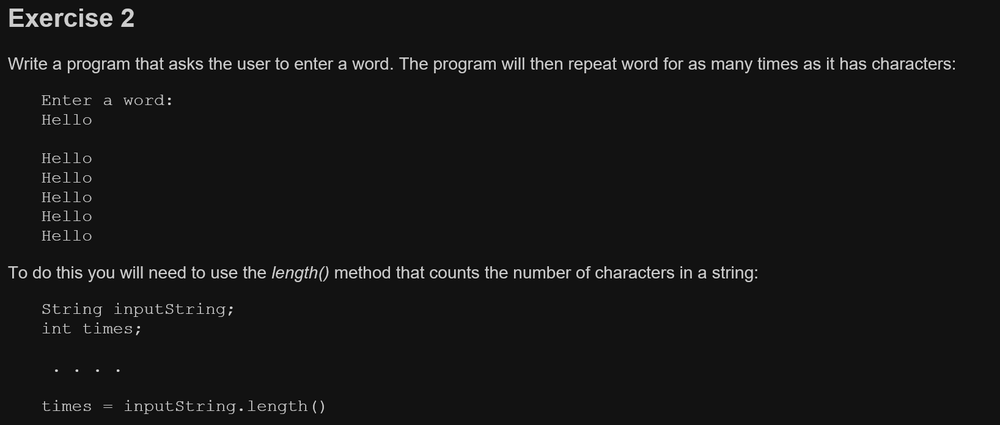 Exercise 2
Write a program that asks the user to enter a word. The program will then repeat word for as many times as it has characters:
Enter a word:
Hello
Hello
Hello
Hello
Hello
Hello
To do this you will need to use the length() method that counts the number of characters in a string:
String inputString;
int times;
. . . .
times = inputString.length()